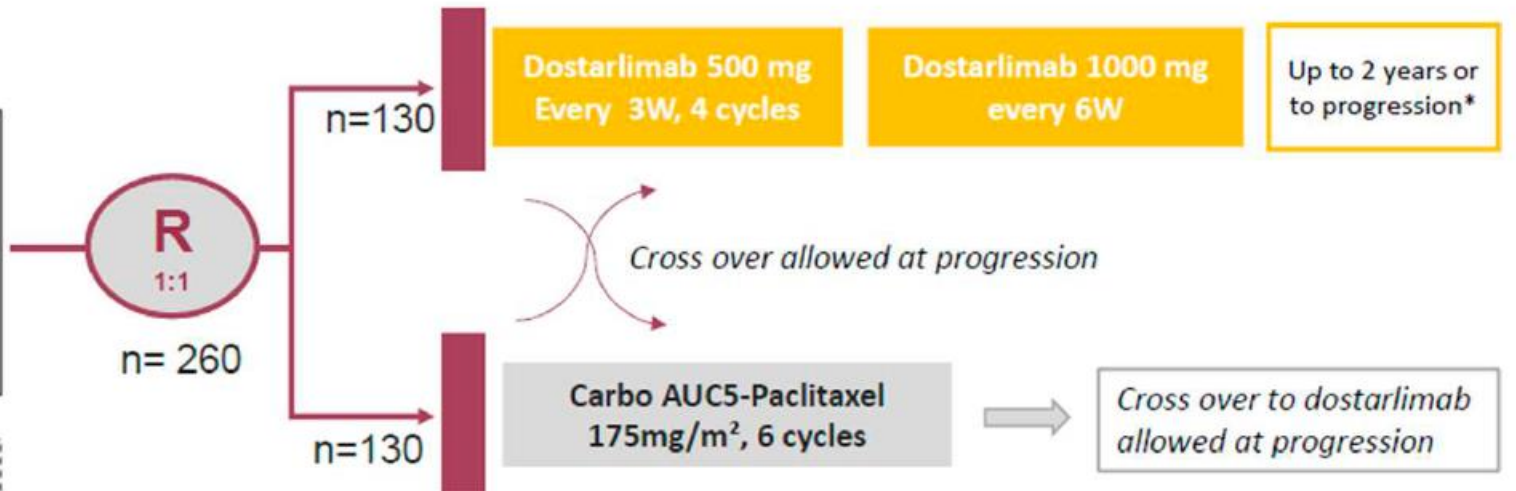 Dostarlimab 500 mg
Every 3W, 4 cycles
Dostarlimab 1000 mg
every 6W
Up to 2 years or
to progression*
n=130
R
1:1
n= 260
Cross over allowed at progression
n=130
Carbo AUC5-Paclitaxel
175mg/m², 6 cycles
Cross over to dostarlimab
allowed at progression